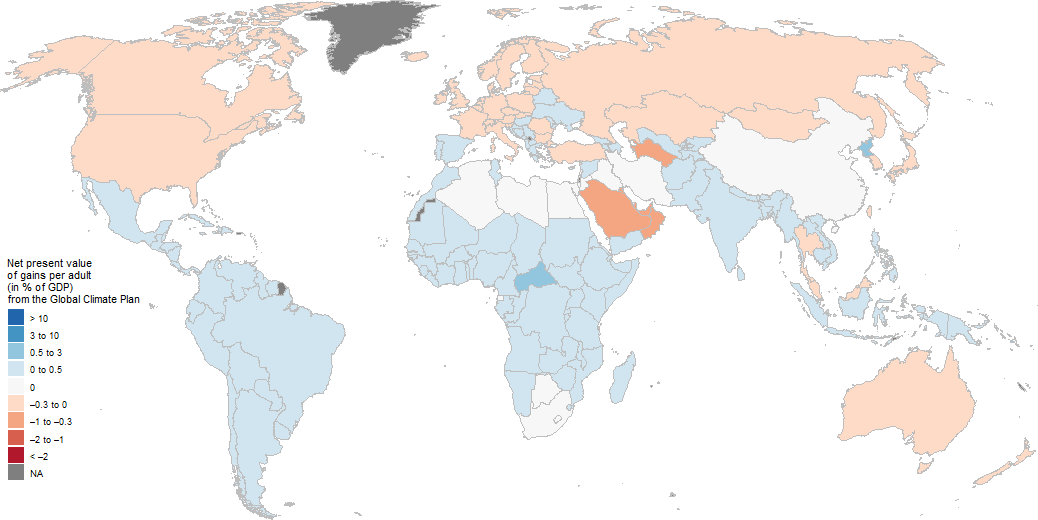 Net present value
of gains per adult
(in % of GDP)
from the Global Climate Plan
> 10
3 to 10
0.5 to 3
0 to 0.5
0
–0.3 to 0
–1 to –0.3
–2 to –1
< –2
NA